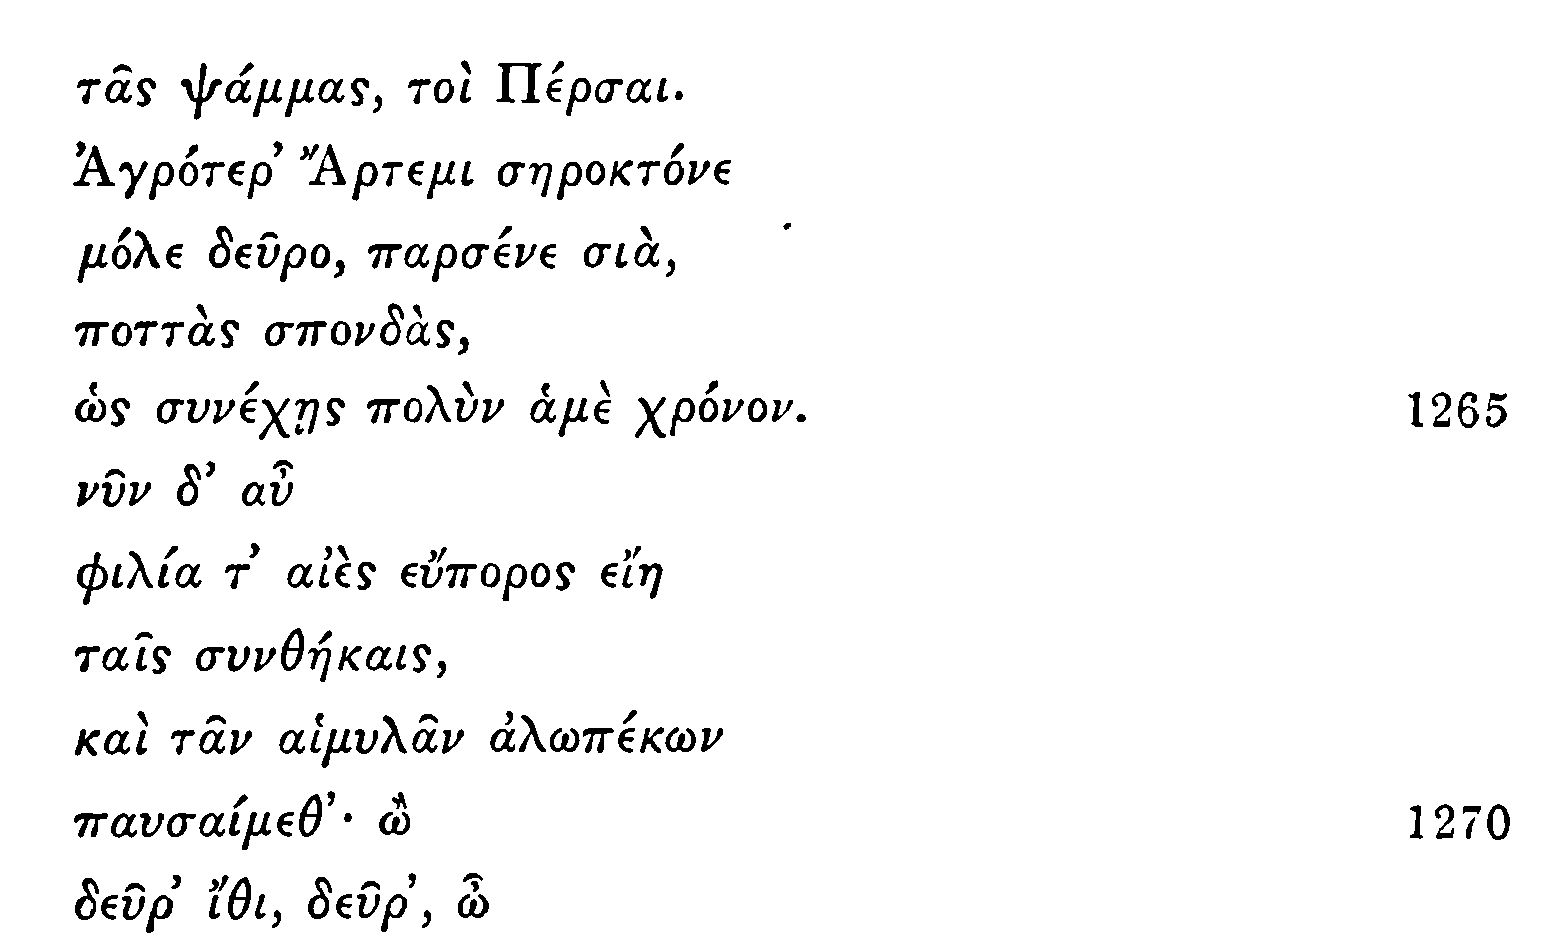 τᾶς ψάμμας, τοὶ Πέρσαι.
Ἀγρότερ’ Ἄρτεμι σηροκτόνε
μόλε δεῦρο, παρσένε σιὰ,
ποττὰς σπονδὰς,
ὡς συνέχῃς πολὺν ἁμὲ χρόνον. 1265
νῦν δ’ αὖ
φιλία τ’ αἰὲς εὔπορος εἴη
ταῖς συνθήκαις,
καὶ τᾶν αἱμυλᾶν ἀλωπέκων
παυσαίμεθ’· ὢ 1270
δεῦρ’ ἴθι, δεῦρ’, ὦ